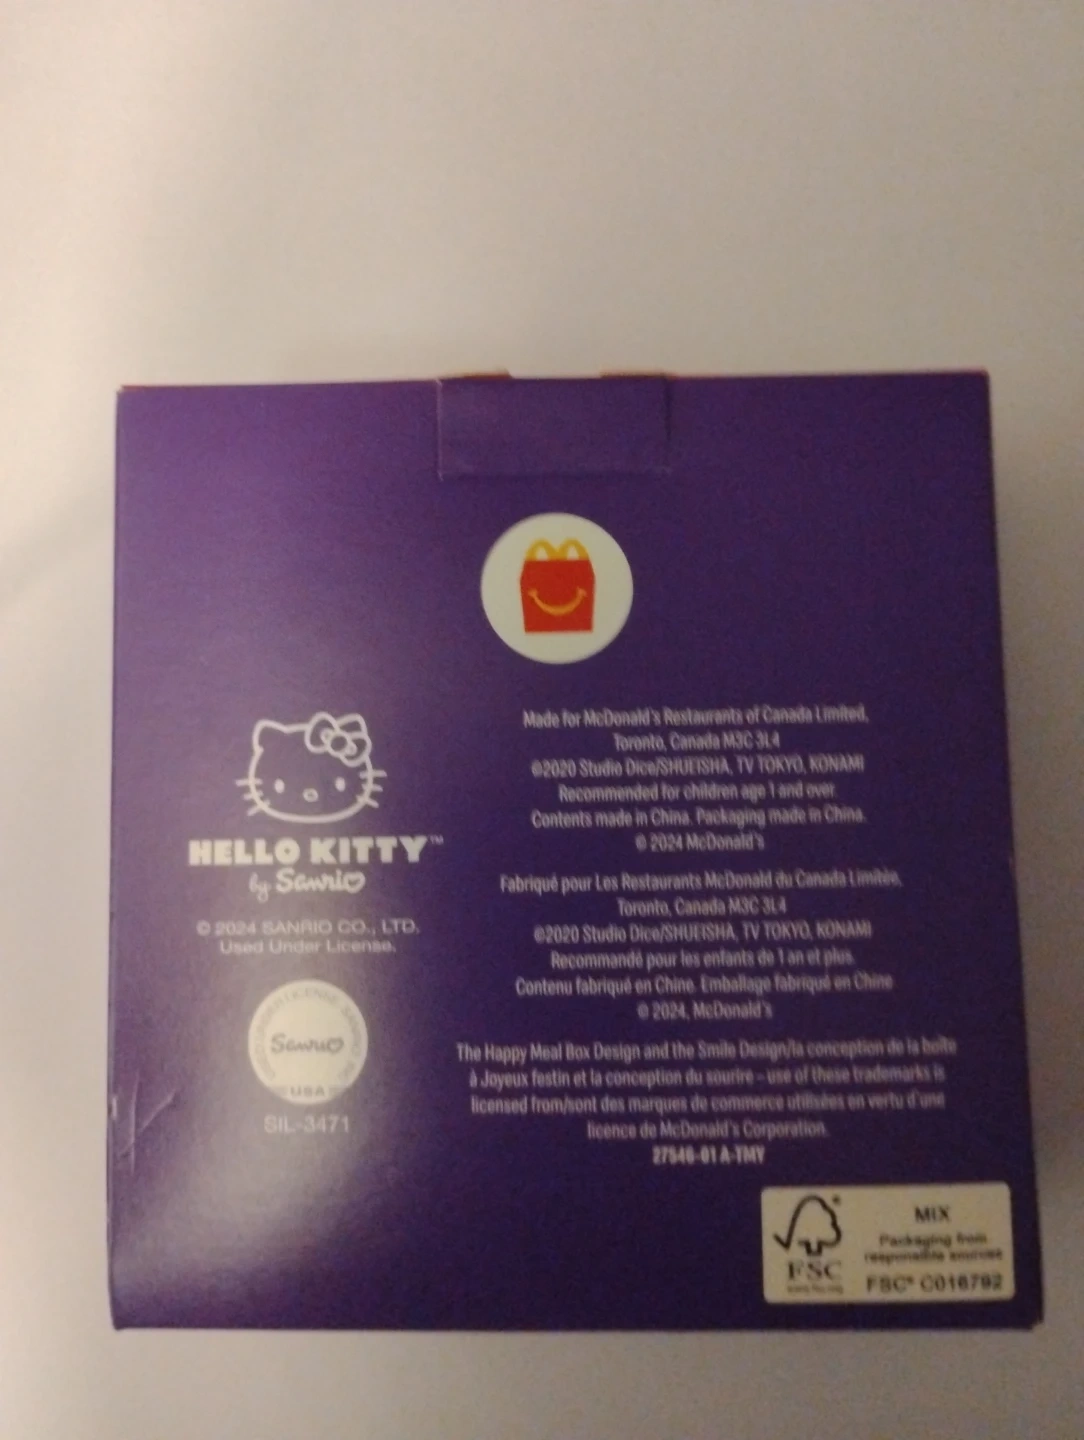 HELLO KITTY™
by Sanrio
© 2024 SANRIO CO., LTD.
Used Under License.
Sanrio
USA
SIL-3471
Made for McDonald's Restaurants of Canada Limited,
Toronto, Canada M3C 3L4
©2020 Studio Dice/SHUEISHA, TV TOKYO, KONAMI
Recommended for children age 1 and over
Contents made in China. Packaging made in China.
© 2024 McDonald's
Fabriqué pour Les Restaurants McDonald du Canada Limitée,
Toronto, Canada M3C 3L4
©2020 Studio Dice/SHUEISHA, TV TOKYO, KONAMI
Recommandé pour les enfants de 1 an et plus.
Contenu fabriqué en Chine. Emballage fabriqué en Chine
© 2024, McDonald's
The Happy Meal Box Design and the Smile Design/la conception de la boîte
à Joyeux festin et la conception du sourire – use of these trademarks is
licensed from/sont des marques de commerce utilisées en vertu d'une
licence de McDonald's Corporation.
27546-01 A-TMY
FSC
MIX
Packaging from
responsible sources
FSC® C016792